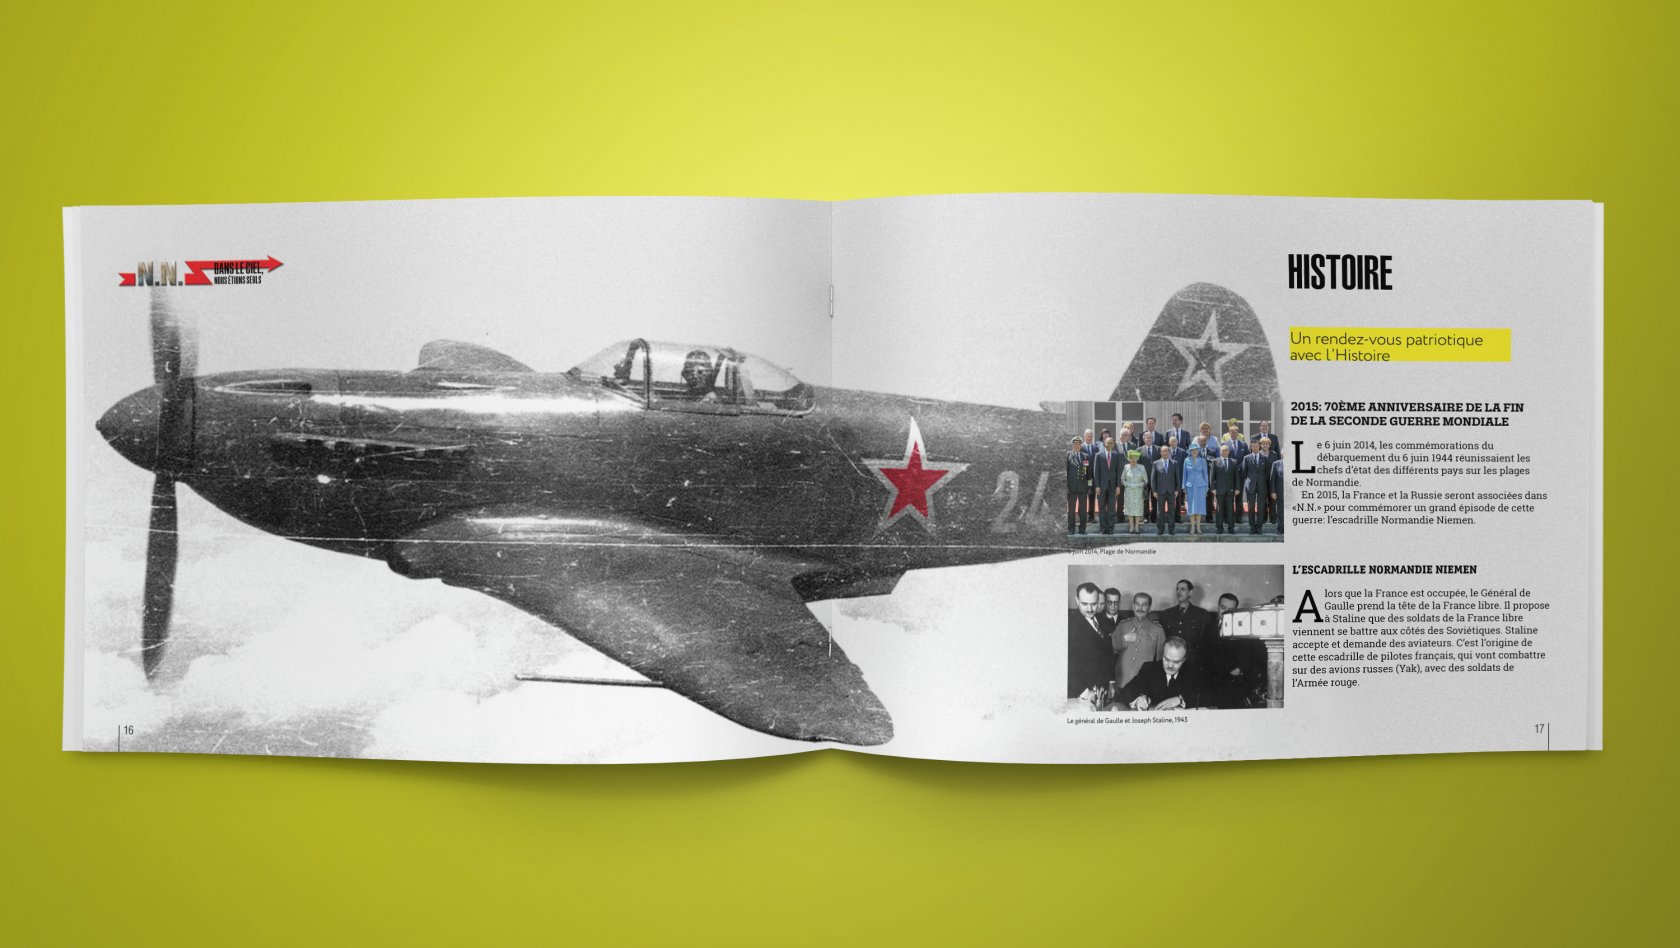 N.N.
DANS LE CIEL,
NOUS ÉTIONS SEULS
24
16
HISTOIRE
Un rendez-vous patriotique
avec l'Histoire
2015: 70ÈME ANNIVERSAIRE DE LA FIN
DE LA SECONDE GUERRE MONDIALE
Le 6 juin 2014, les commémorations du
débarquement du 6 juin 1944 réunissaient les
chefs d'état des différents pays sur les plages
de Normandie.
En 2015, la France et la Russie seront associées dans
«N.N.» pour commémorer un grand épisode de cette
guerre: l'escadrille Normandie Niemen.
6 juin 2014, Plage de Normandie
L'ESCADRILLE NORMANDIE NIEMEN
Alors que la France est occupée, le Général de
Gaulle prend la tête de la France libre. Il propose
à Staline que des soldats de la France libre
viennent se battre aux côtés des Soviétiques. Staline
accepte et demande des aviateurs. C'est l'origine de
cette escadrille de pilotes français, qui vont combattre
sur des avions russes (Yak), avec des soldats de
l'Armée rouge.
Le général de Gaulle et Joseph Staline, 1945
17